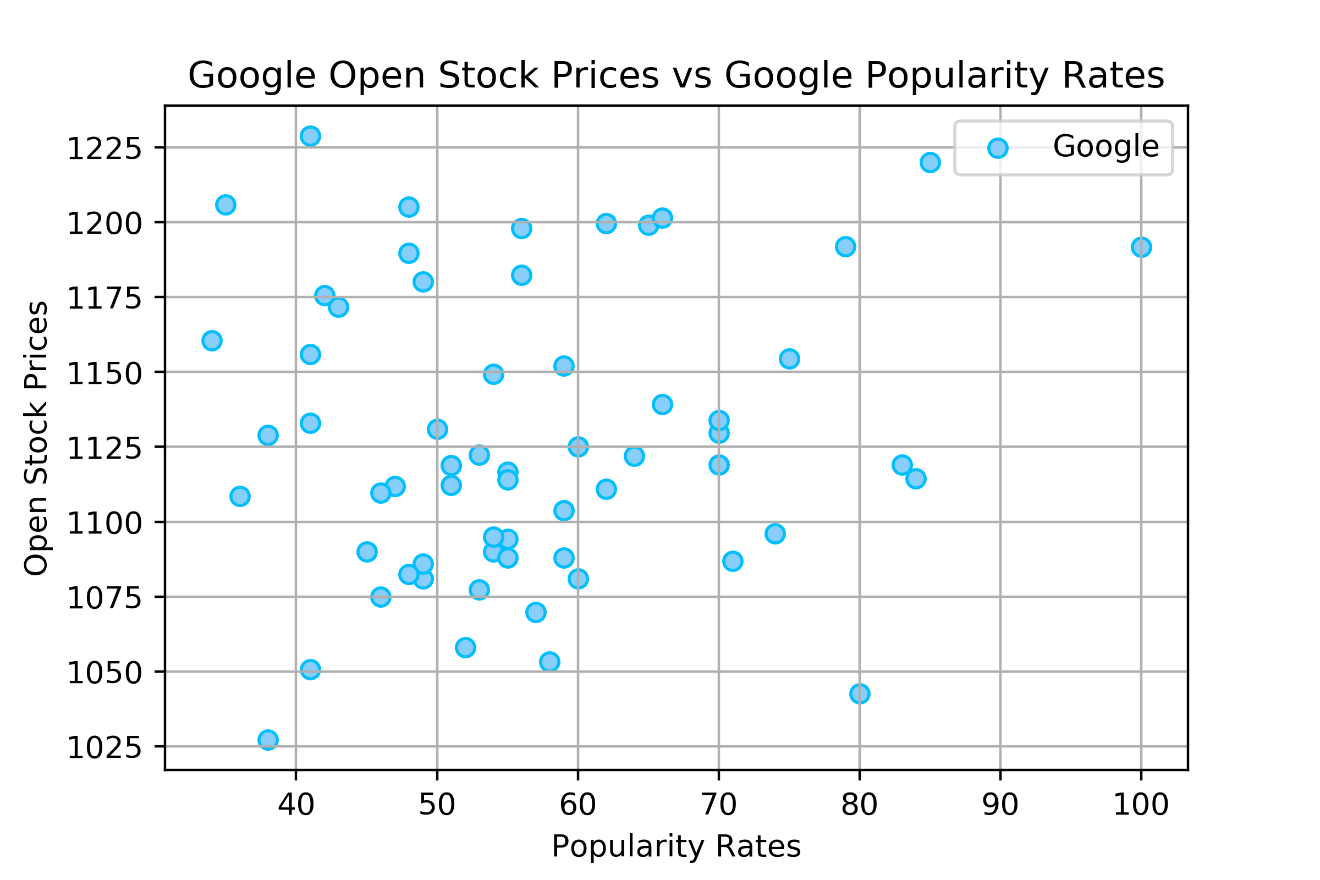 Google Open Stock Prices vs Google Popularity Rates
Google
1225
1200
1175
1150
1125
1100
1075
1050
1025
Open Stock Prices
40 50 60 70 80 90 100
Popularity Rates